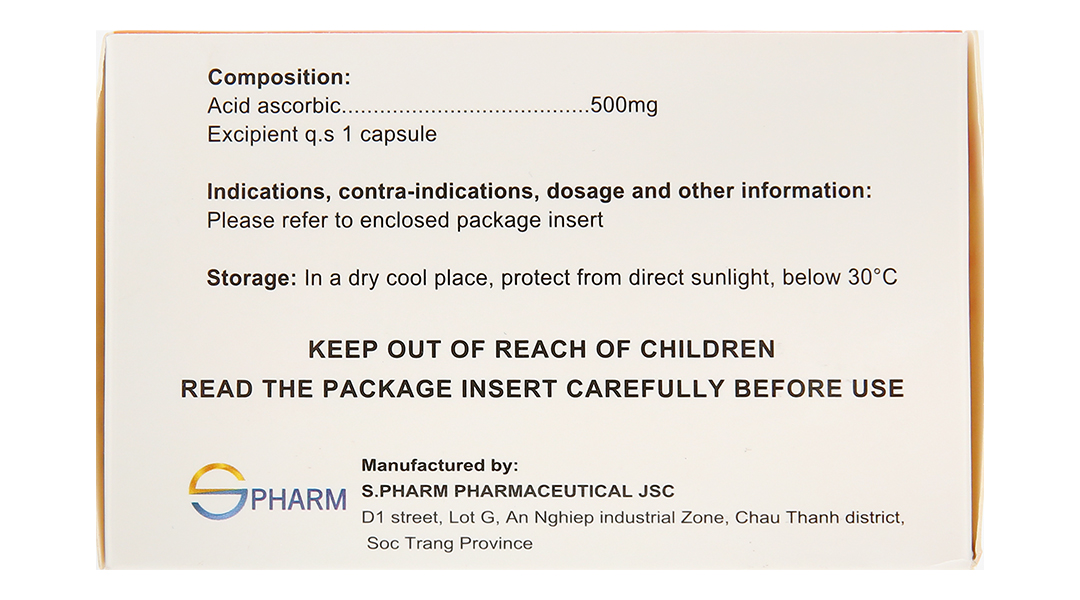 Composition:
Acid ascorbic.......................................500mg
Excipient q.s 1 capsule
Indications, contra-indications, dosage and other information:
Please refer to enclosed package insert
Storage: In a dry cool place, protect from direct sunlight, below 30°C
KEEP OUT OF REACH OF CHILDREN
READ THE PACKAGE INSERT CAREFULLY BEFORE USE
S PHARM
Manufactured by:
S.PHARM PHARMACEUTICAL JSC
D1 street, Lot G, An Nghiep industrial Zone, Chau Thanh district,
Soc Trang Province